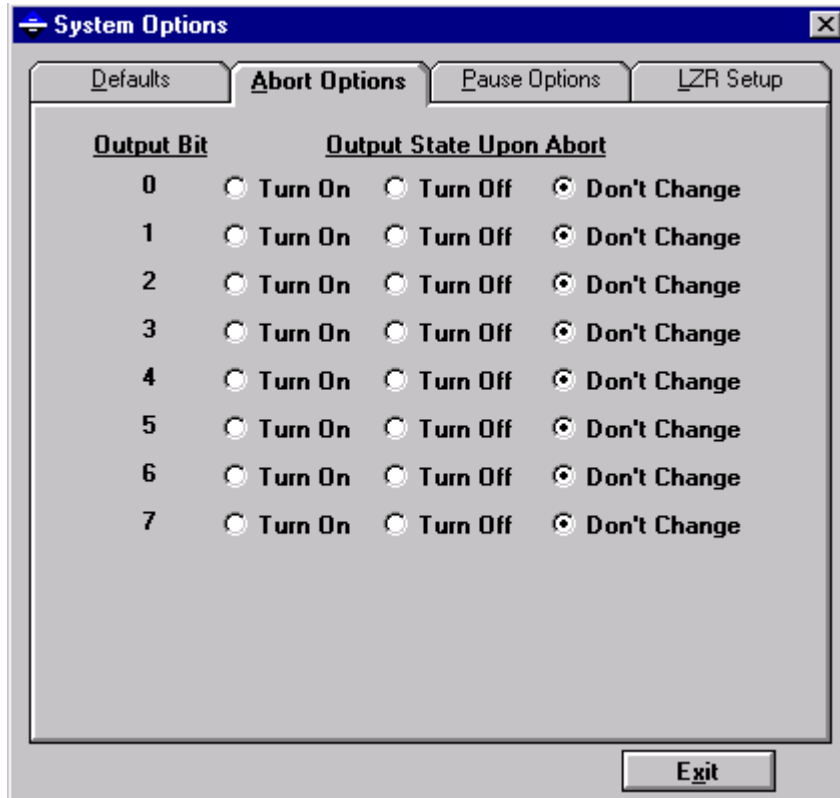 System Options
Defaults Abort Options Pause Options LZR Setup
Output Bit Output State Upon Abort
0 Turn On Turn Off Don't Change
1 Turn On Turn Off Don't Change
2 Turn On Turn Off Don't Change
3 Turn On Turn Off Don't Change
4 Turn On Turn Off Don't Change
5 Turn On Turn Off Don't Change
6 Turn On Turn Off Don't Change
7 Turn On Turn Off Don't Change
Exit